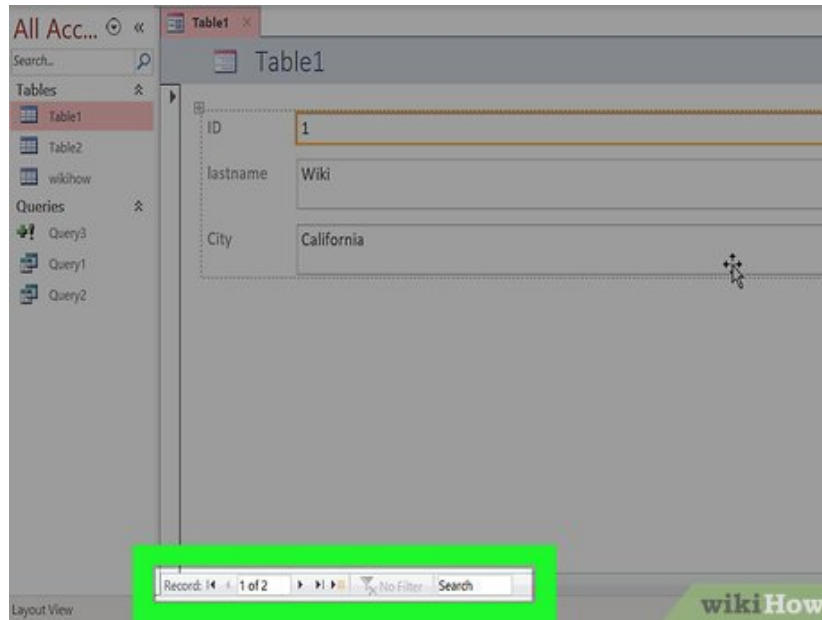 All Acc...
Search...
Tables
Table1
Table2
wikihow
Queries
Query3
Query1
Query2
Table1
Table1
ID 1
lastname Wiki
City California
Record: 1 of 2 No Filter Search
Layout View
wikiHow